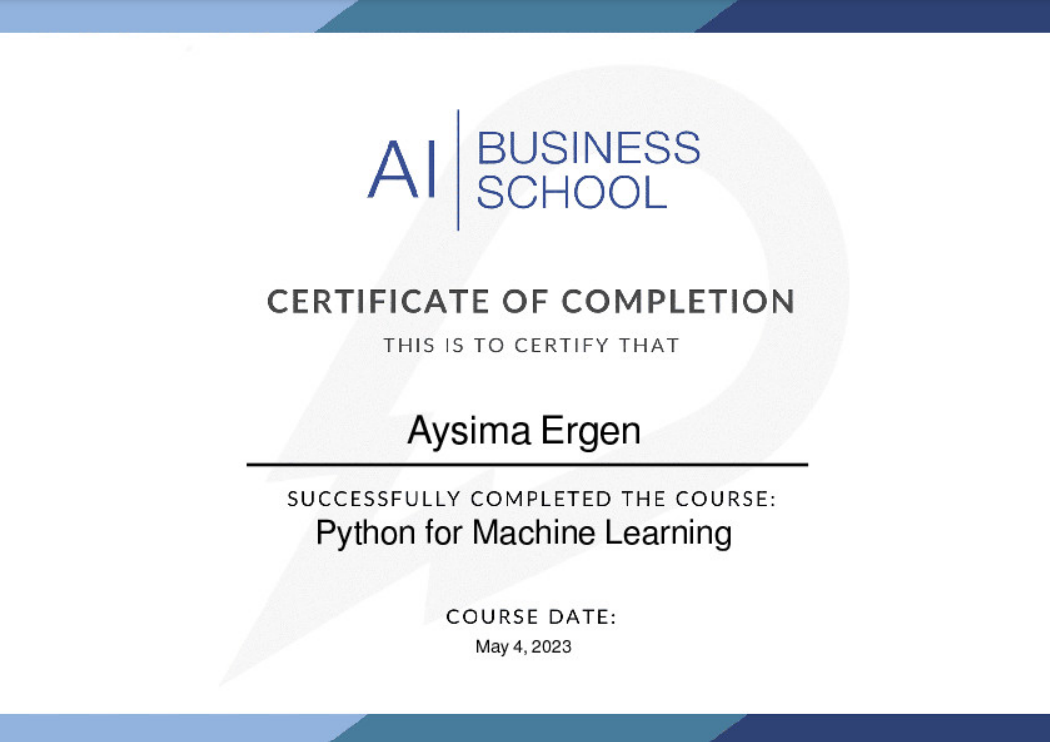 AI BUSINESS
SCHOOL
CERTIFICATE OF COMPLETION
THIS IS TO CERTIFY THAT
Aysima Ergen
SUCCESSFULLY COMPLETED THE COURSE:
Python for Machine Learning
COURSE DATE:
May 4, 2023